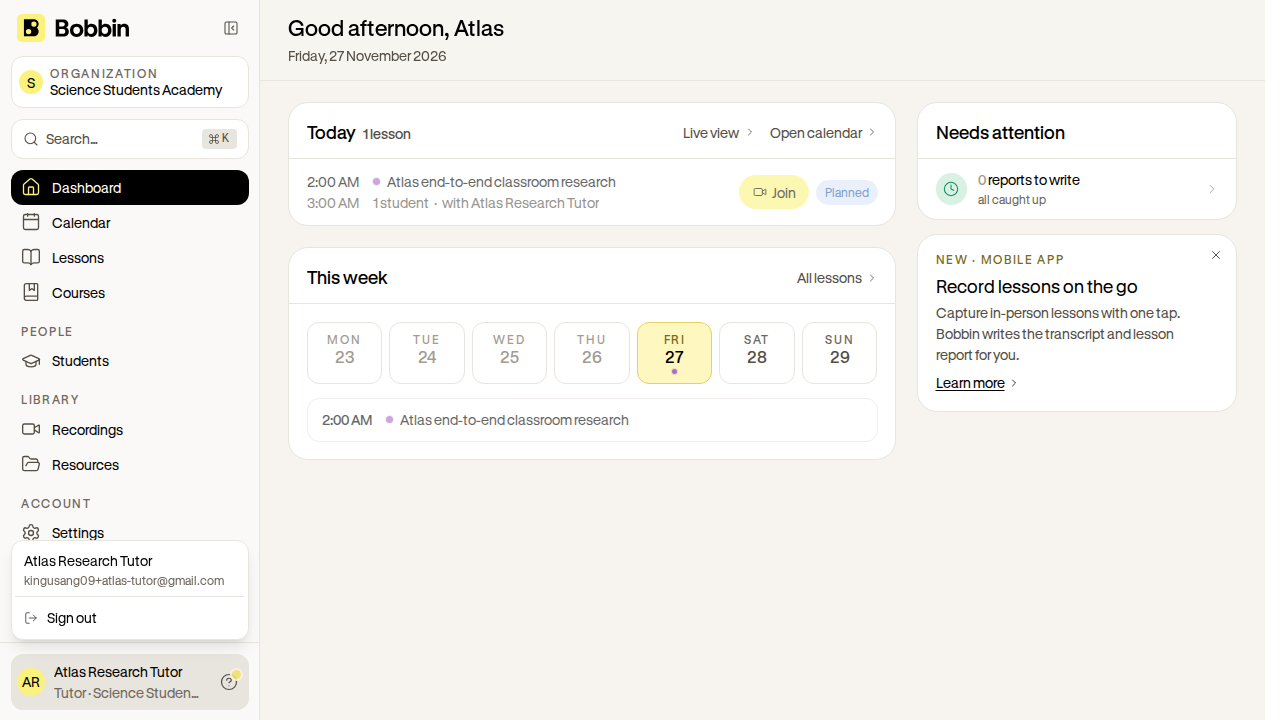 Bobbin
S
ORGANIZATION
Science Students Academy
Search...
⌘ K
Dashboard
Calendar
Lessons
Courses
PEOPLE
Students
LIBRARY
Recordings
Resources
ACCOUNT
Settings
Atlas Research Tutor
kingusang09+atlas-tutor@gmail.com
Sign out
AR
Atlas Research Tutor
Tutor · Science Studen...
Good afternoon, Atlas
Friday, 27 November 2026
Today 1 lesson
Live view
Open calendar
2:00 AM Atlas end-to-end classroom research
3:00 AM 1 student · with Atlas Research Tutor
Join
Planned
This week
All lessons
MON TUE WED THU FRI SAT SUN
23 24 25 26 27 28 29
2:00 AM Atlas end-to-end classroom research
Needs attention
0 reports to write
all caught up
NEW · MOBILE APP
Record lessons on the go
Capture in-person lessons with one tap.
Bobbin writes the transcript and lesson
report for you.
Learn more